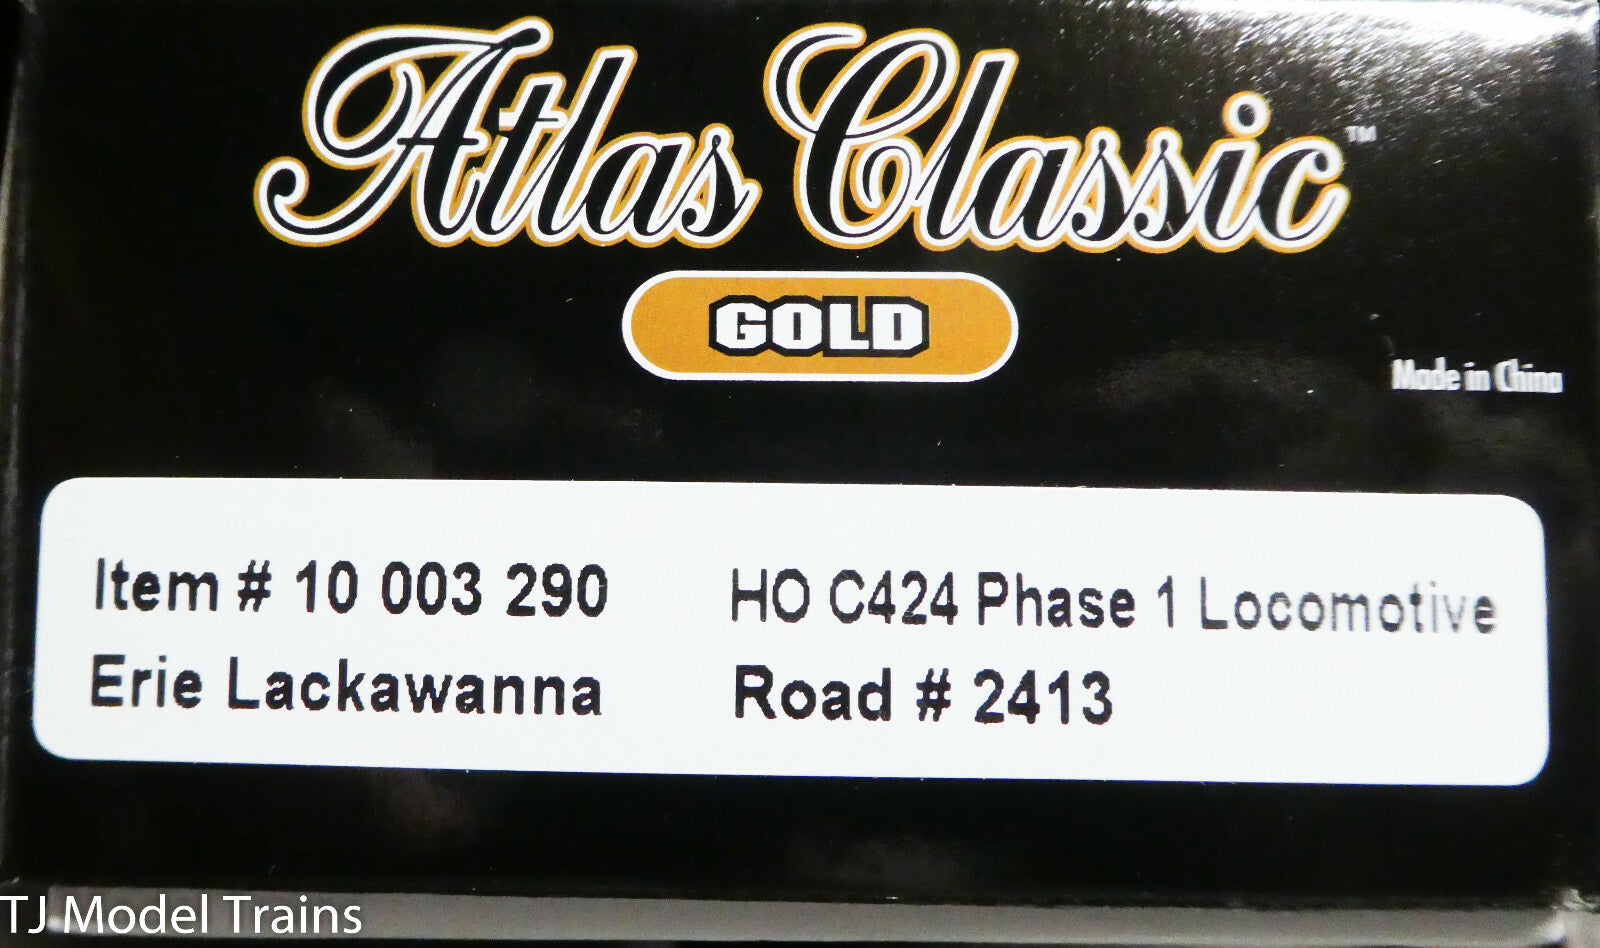 Atlas Classic™
GOLD
Made in China
Item # 10 003 290
HO C424 Phase 1 Locomotive
Erie Lackawanna
Road # 2413
TJ Model Trains